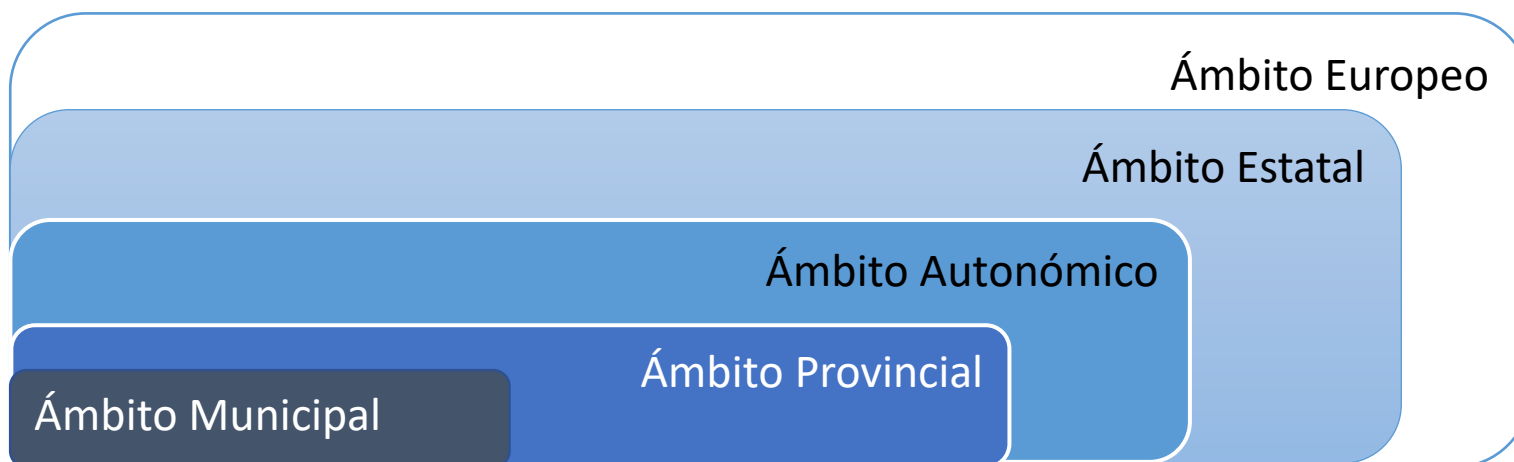 Ámbito Europeo
Ámbito Estatal
Ámbito Autonómico
Ámbito Provincial
Ámbito Municipal